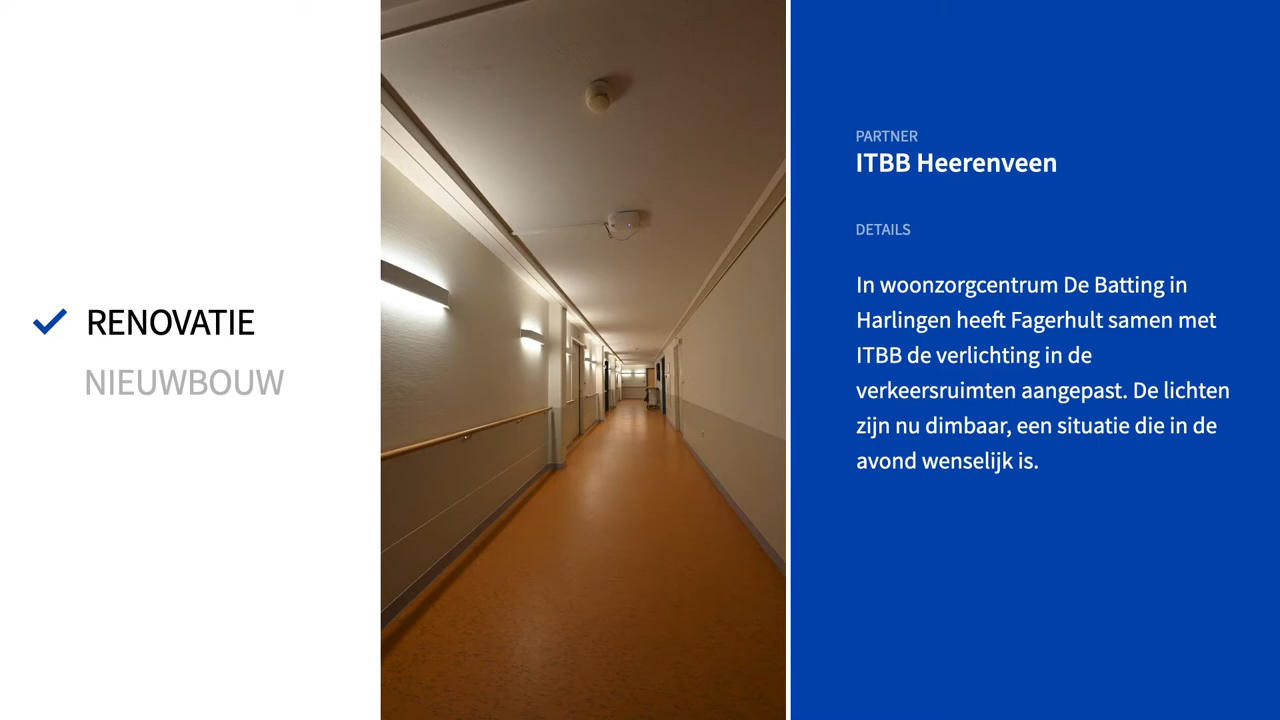 RENOVATIE
NIEUWBOUW
PARTNER
ITBB Heerenveen
DETAILS
In woonzorgcentrum De Batting in
Harlingen heeft Fagerhult samen met
ITBB de verlichting in de
verkeersruimten aangepast. De lichten
zijn nu dimbaar, een situatie die in de
avond wenselijk is.